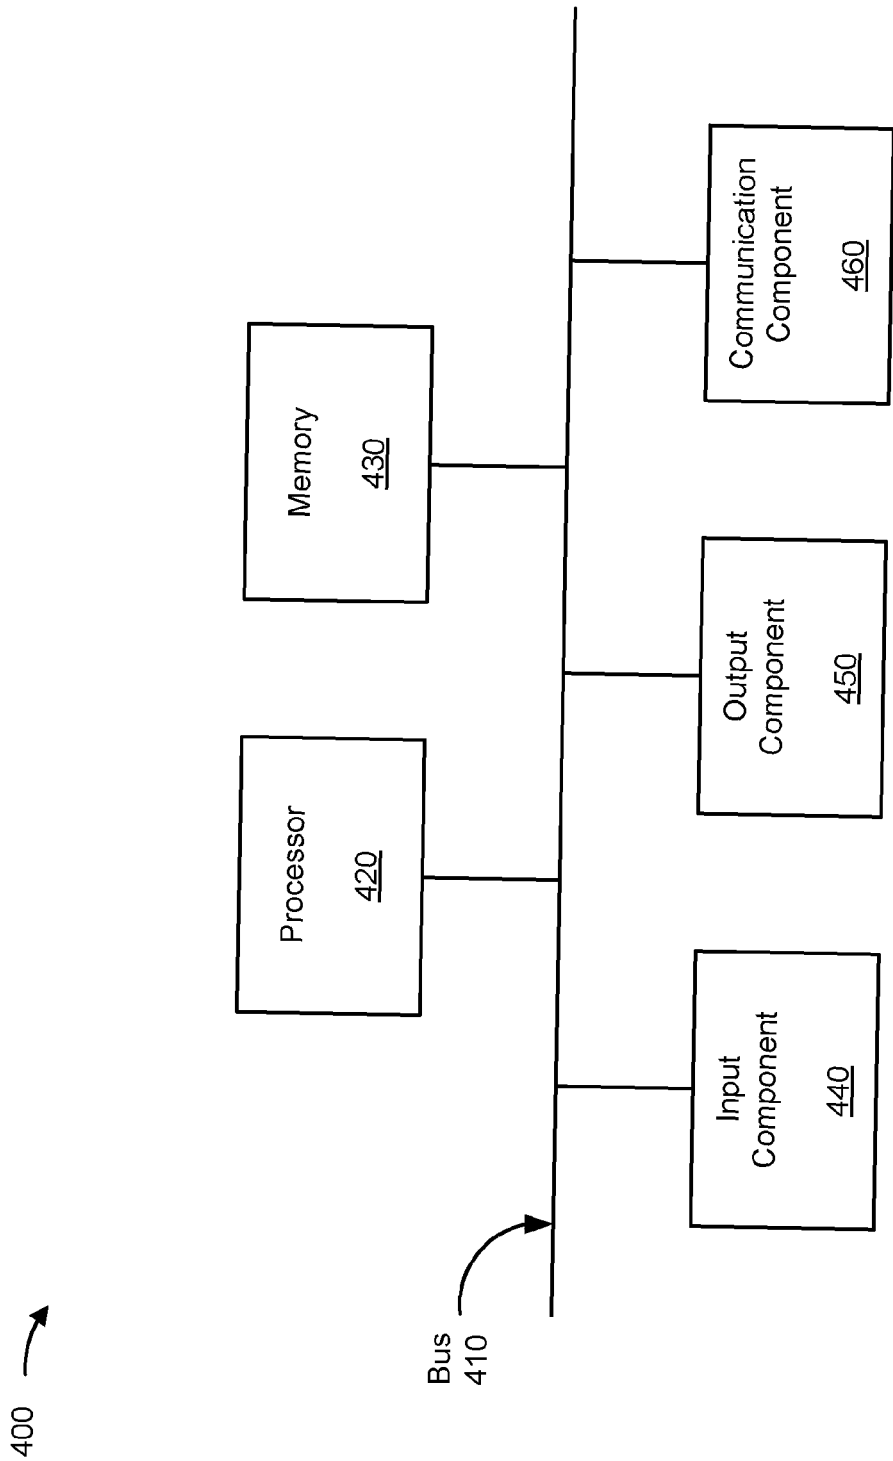 400
Bus
410
Processor
420
Memory
430
Input
Component
440
Output
Component
450
Communication
Component
460